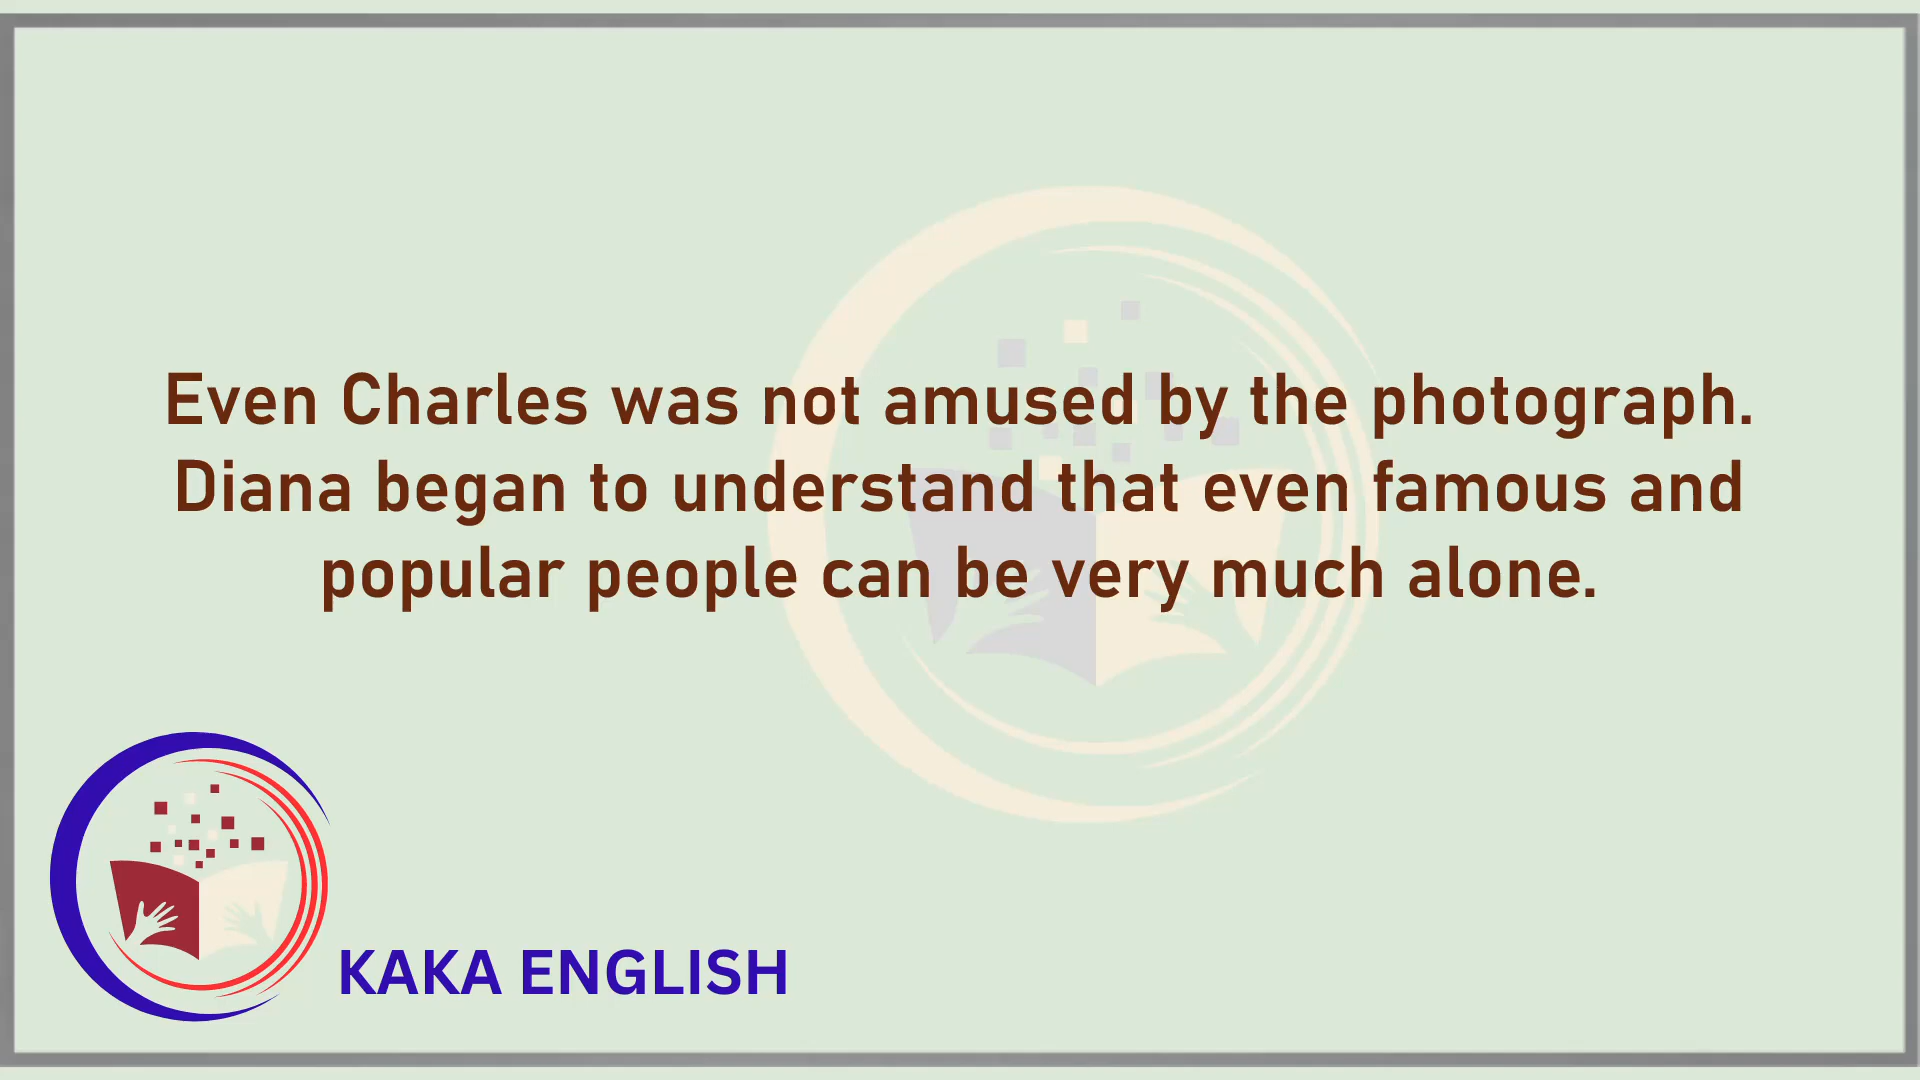 Even Charles was not amused by the photograph.
Diana began to understand that even famous and
popular people can be very much alone.
KAKA ENGLISH